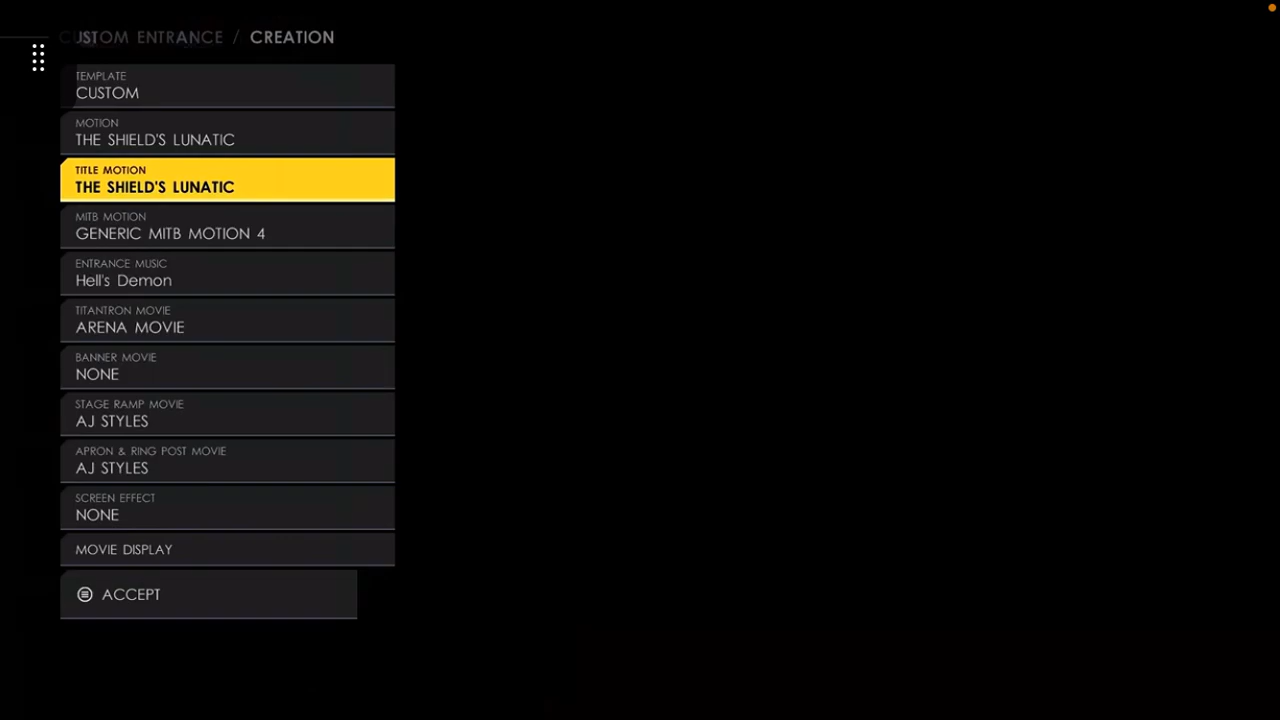 CUSTOM ENTRANCE / CREATION
TEMPLATE
CUSTOM
MOTION
THE SHIELD'S LUNATIC
TITLE MOTION
THE SHIELD'S LUNATIC
MITB MOTION
GENERIC MITB MOTION 4
ENTRANCE MUSIC
Hell's Demon
TITANTRON MOVIE
ARENA MOVIE
BANNER MOVIE
NONE
STAGE RAMP MOVIE
AJ STYLES
APRON & RING POST MOVIE
AJ STYLES
SCREEN EFFECT
NONE
MOVIE DISPLAY
ACCEPT